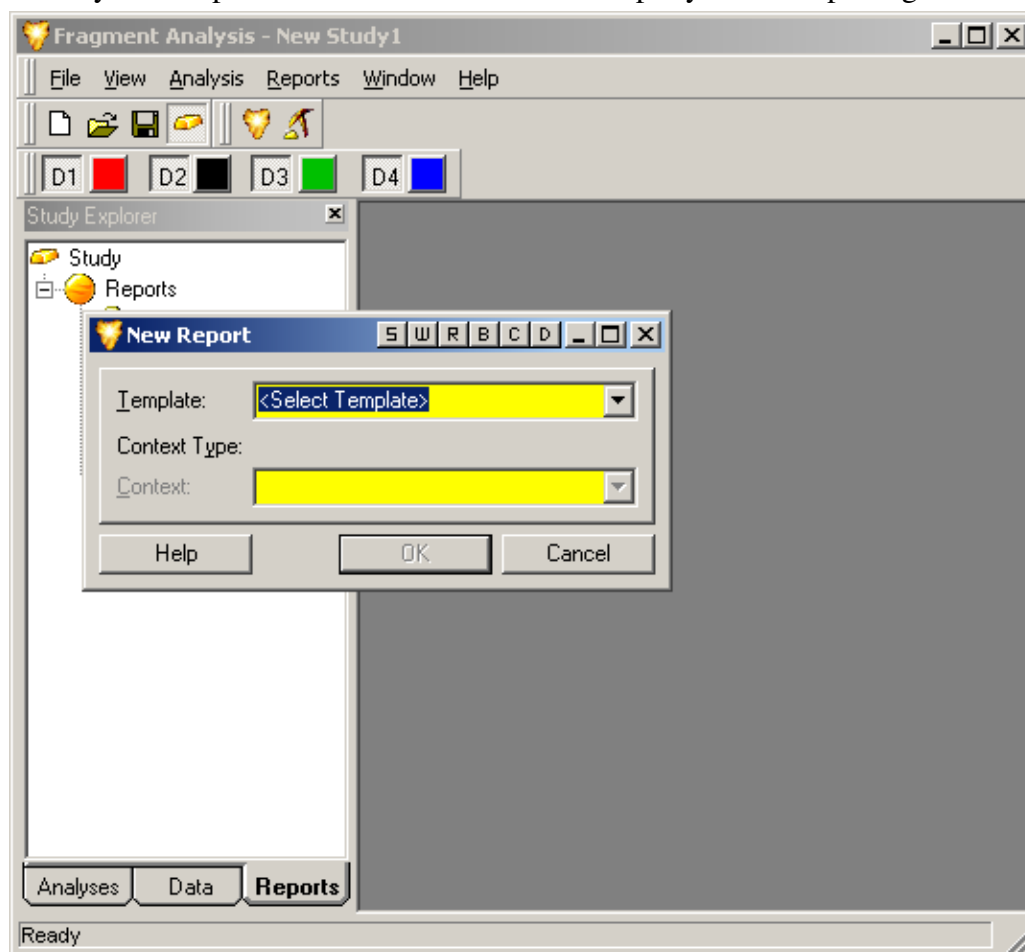 Fragment Analysis - New Study1
File View Analysis Reports Window Help
D1 D2 D3 D4
Study Explorer
Study
Reports
New Report S W R B C D
Template: <Select Template>
Context Type:
Context:
Help OK Cancel
Analyses Data Reports
Ready